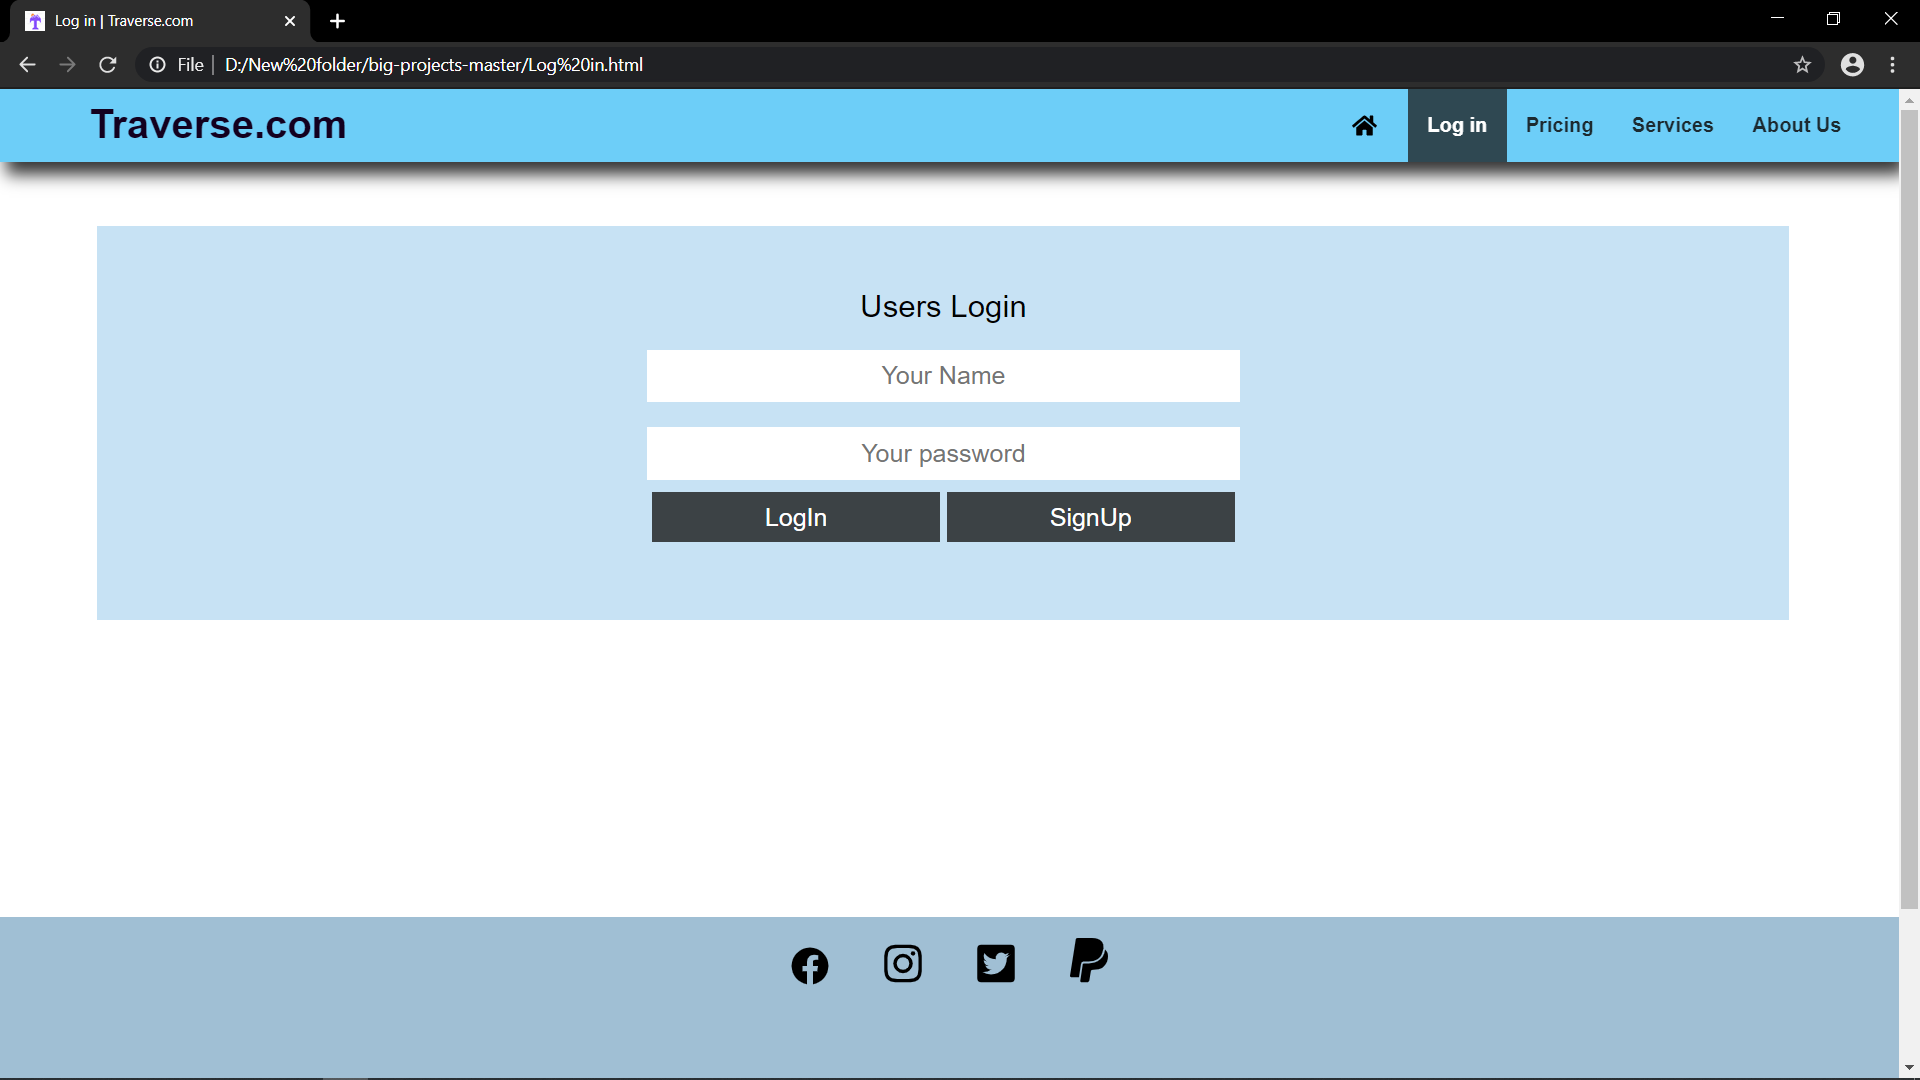 Log in | Traverse.com
File | D:/New%20folder/big-projects-master/Log%20in.html
Traverse.com
Log in
Pricing
Services
About Us
Users Login
Your Name
Your password
LogIn
SignUp